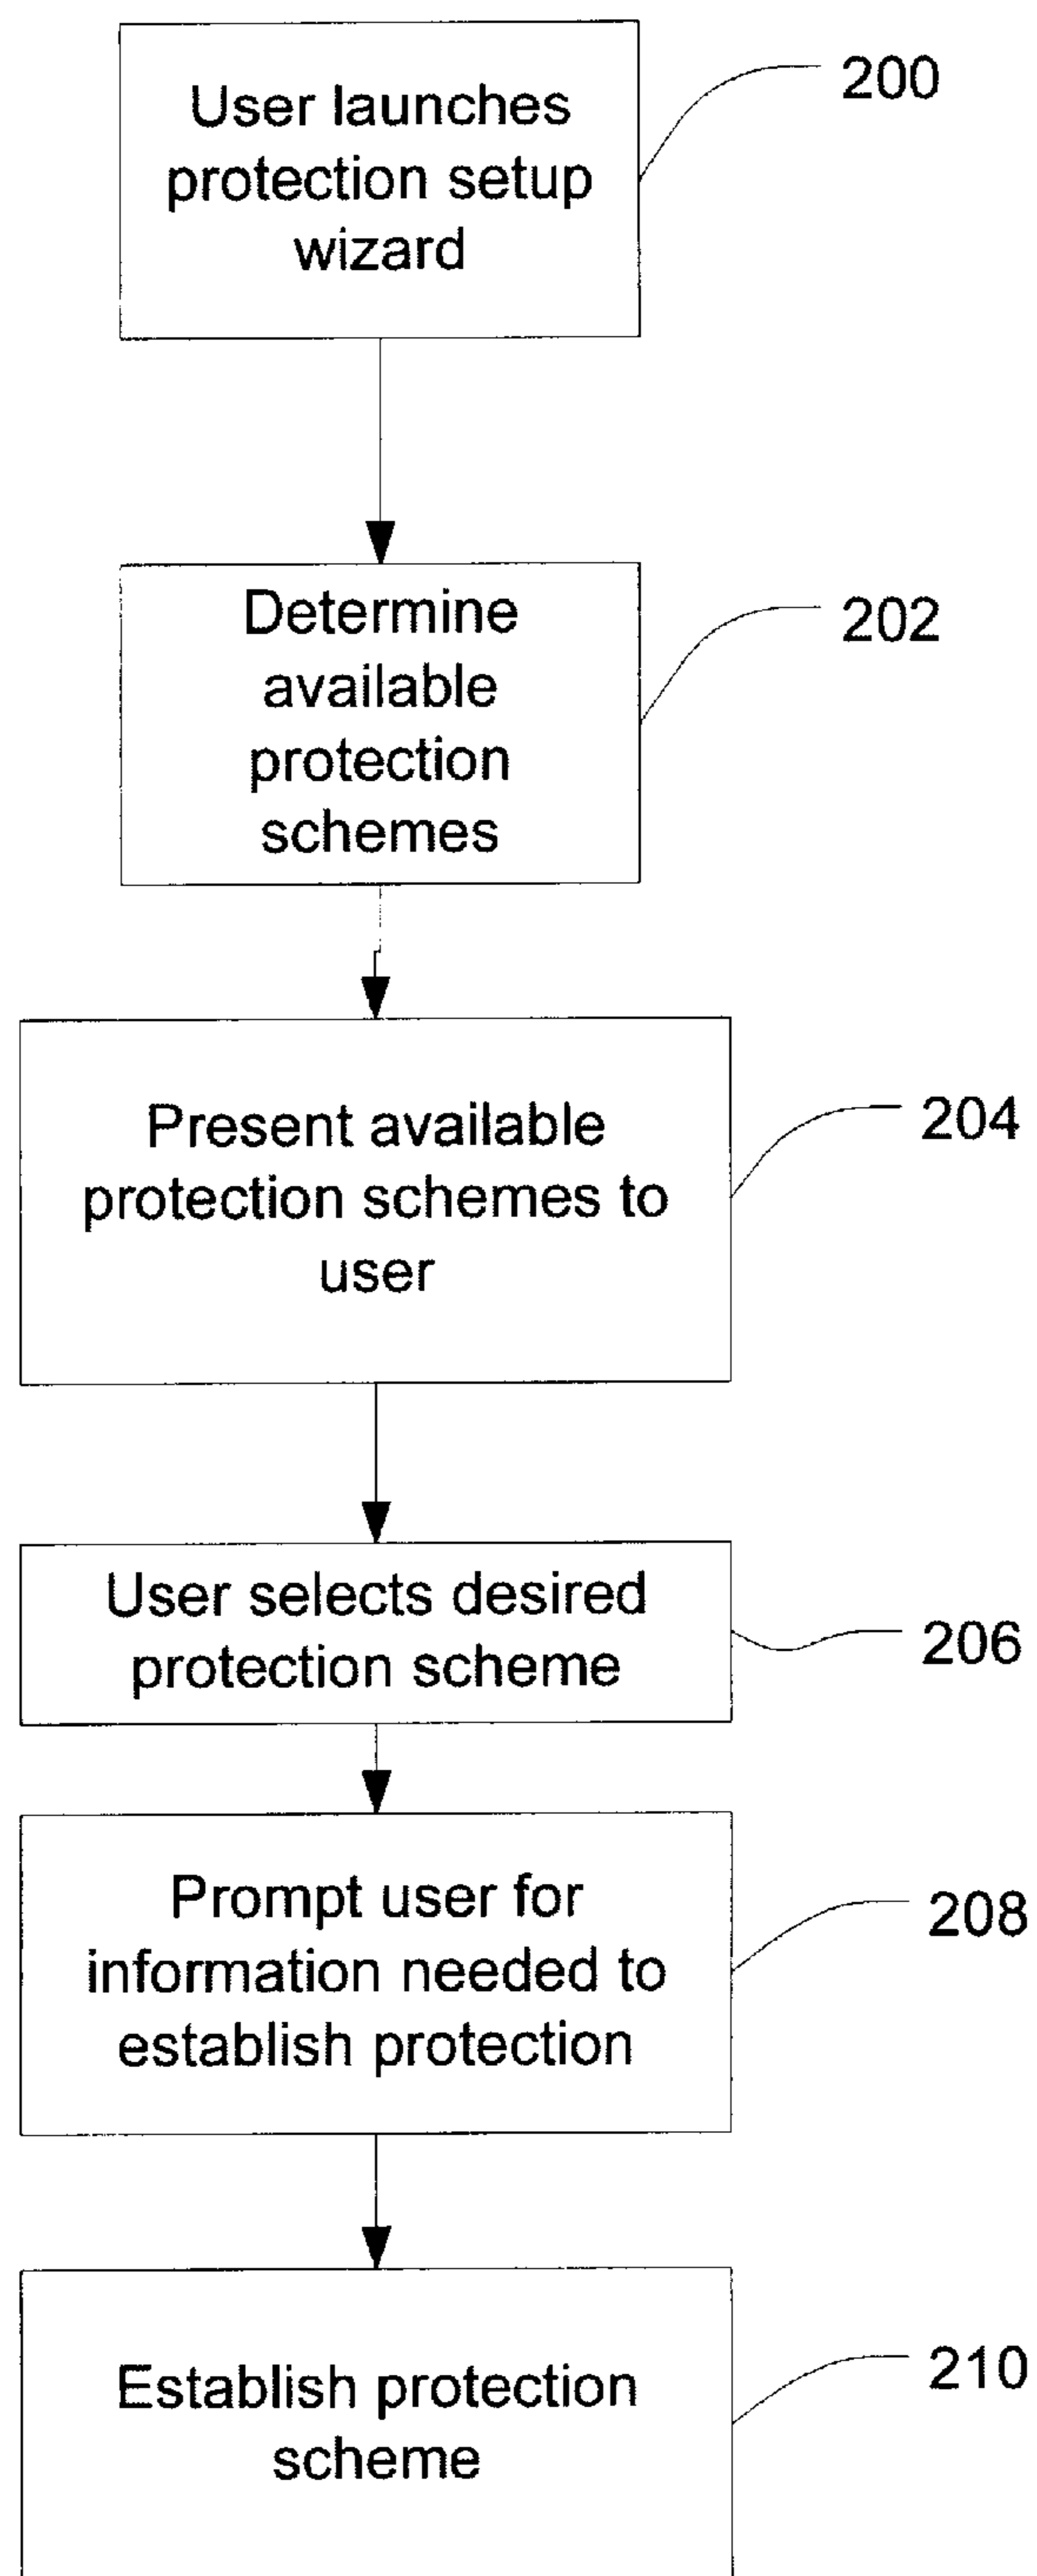 User launches
protection setup
wizard
200
Determine
available
protection
schemes
202
Present available
protection schemes to
user
204
User selects desired
protection scheme
206
Prompt user for
information needed to
establish protection
208
Establish protection
scheme
210